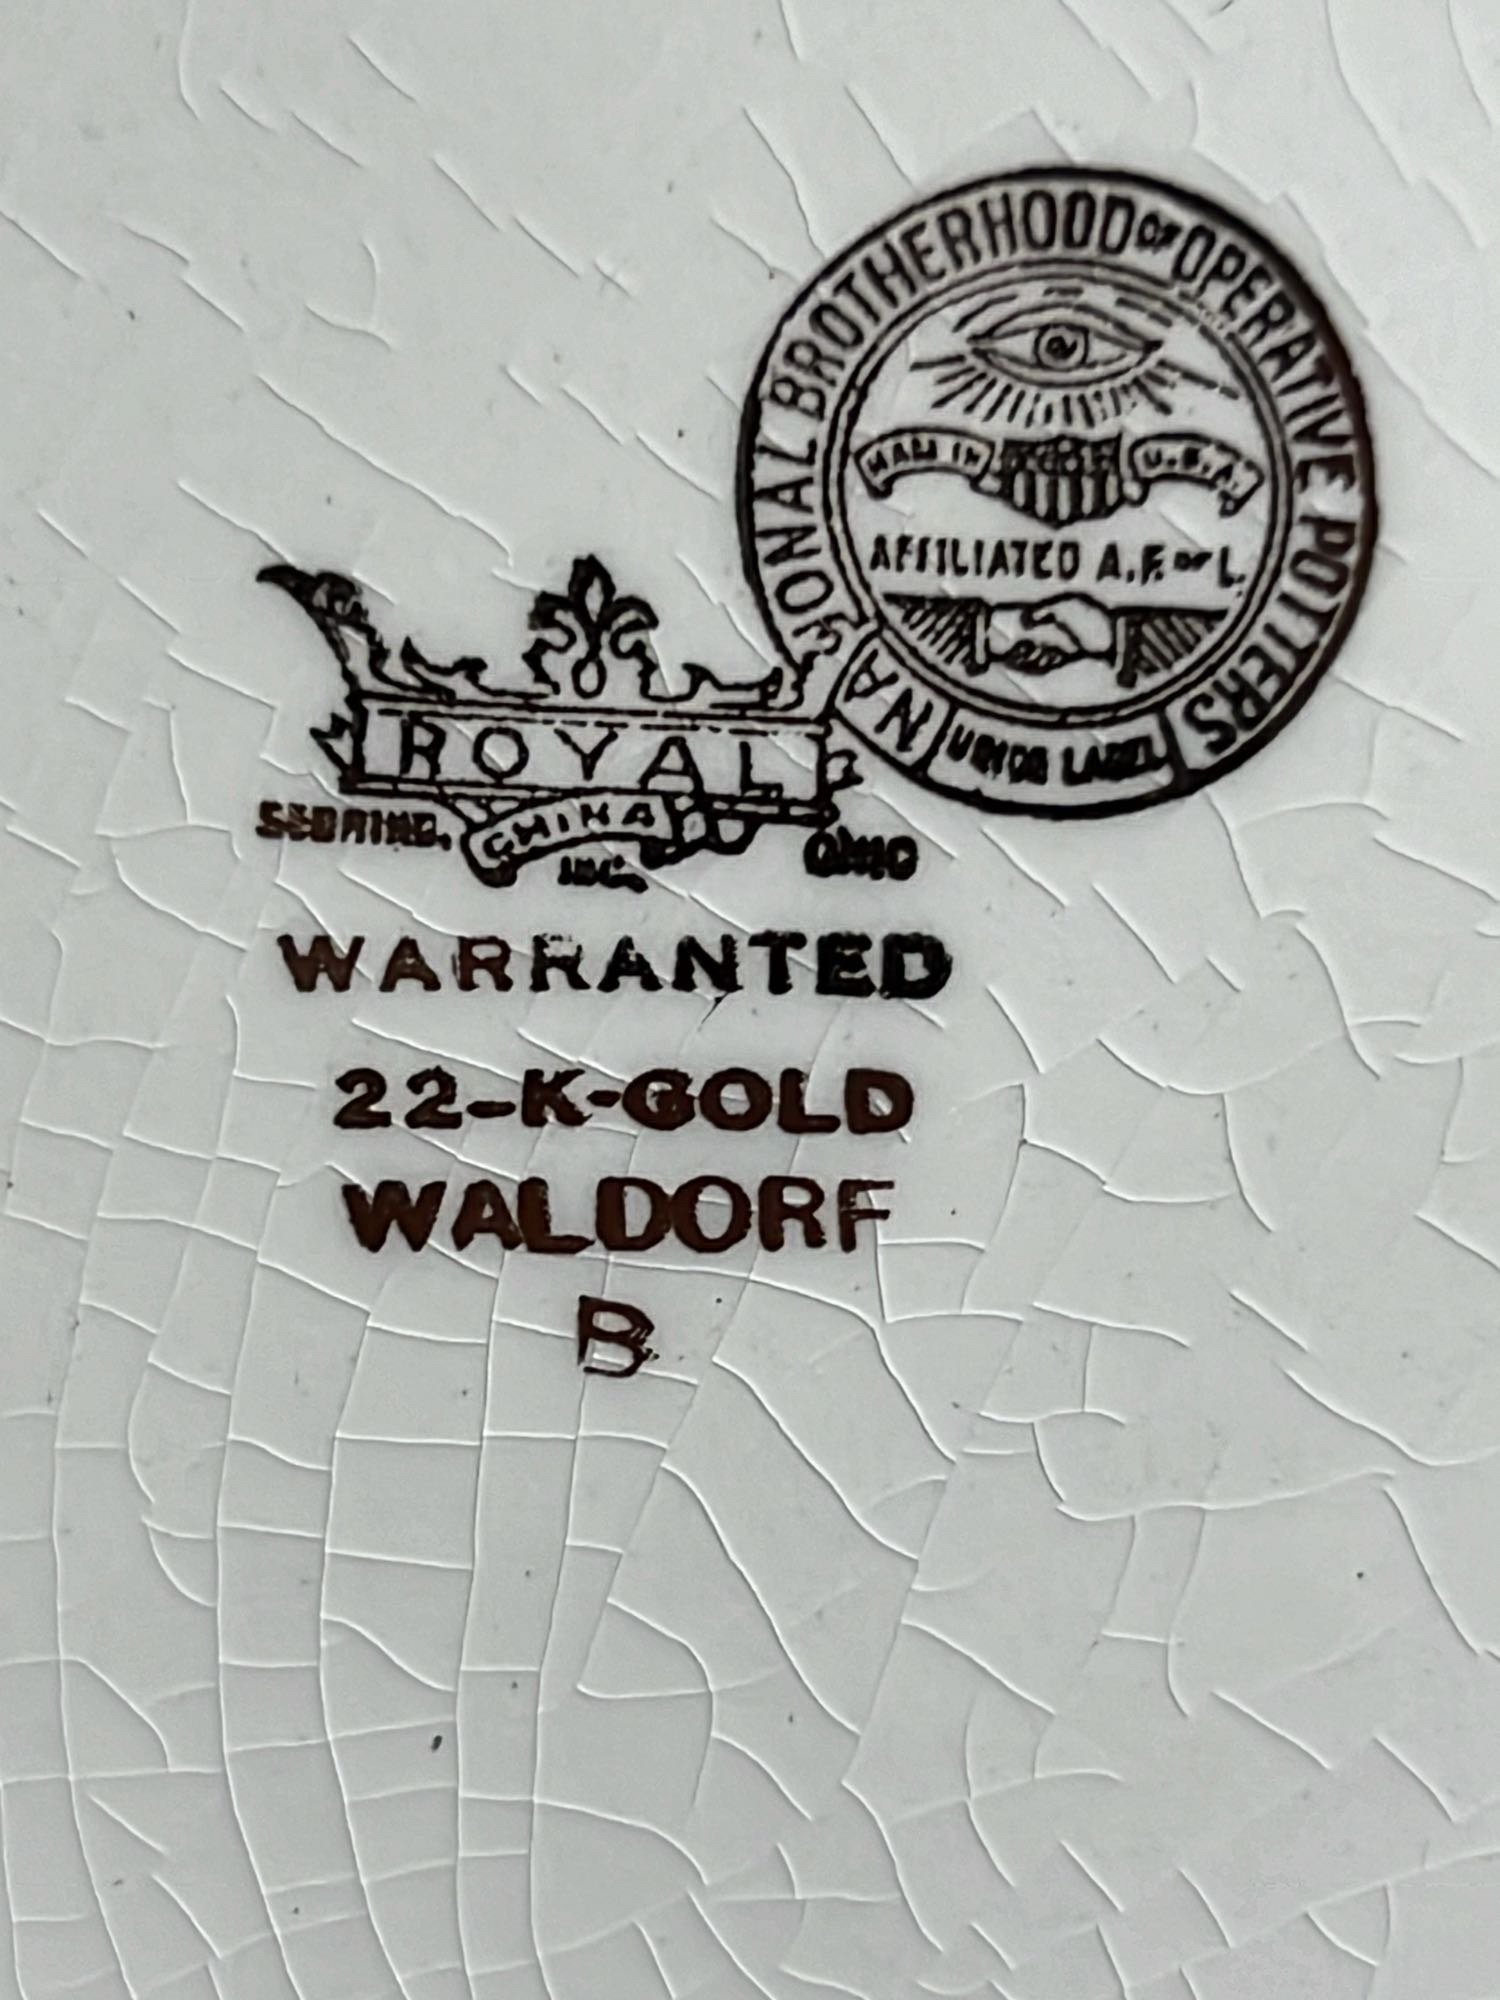 NATIONAL BROTHERHOOD OF OPERATIVE POTTERS
MADE IN U.S.A.
AFFILIATED A.F. OF L.
UNION LABEL
ROYAL
CHINA
SEBRING, INC. OHIO
WARRANTED
22-K-GOLD
WALDORF
B